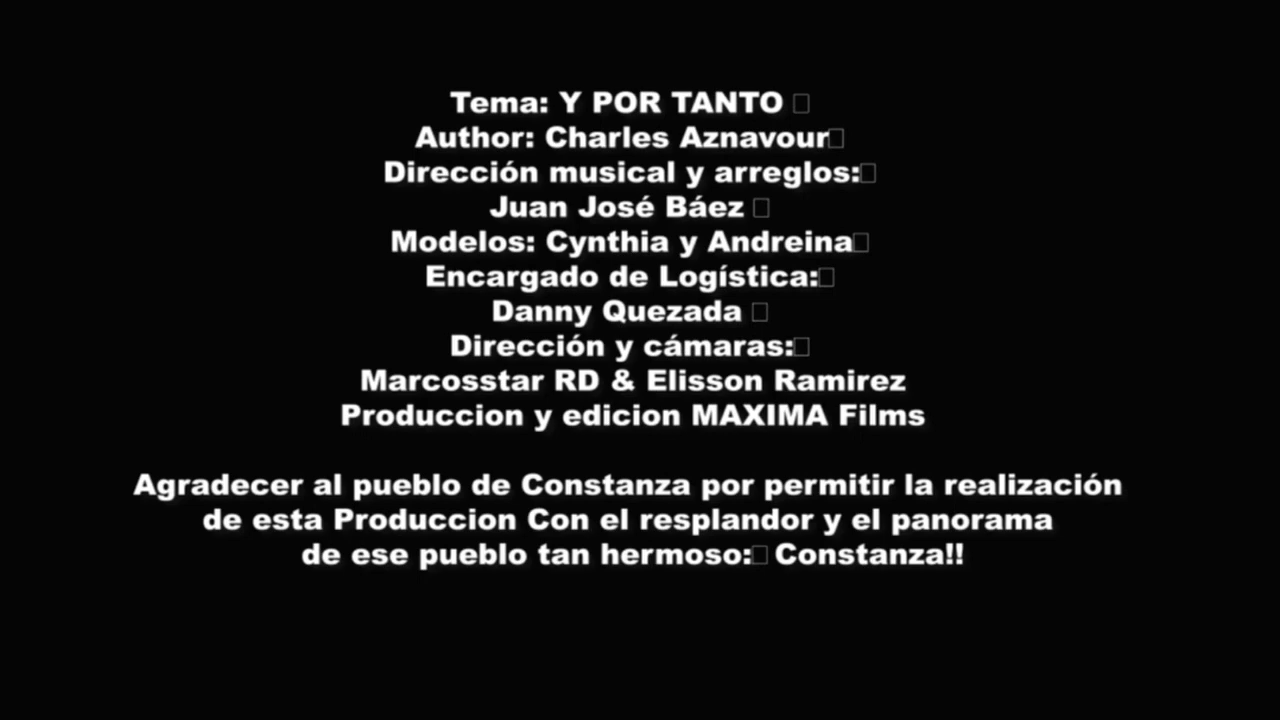 Tema: Y POR TANTO
Author: Charles Aznavour
Dirección musical y arreglos:
Juan José Báez
Modelos: Cynthia y Andreina
Encargado de Logística:
Danny Quezada
Dirección y cámaras:
Marcosstar RD & Elisson Ramirez
Produccion y edicion MAXIMA Films
Agradecer al pueblo de Constanza por permitir la realización
de esta Produccion Con el resplandor y el panorama
de ese pueblo tan hermoso: Constanza!!